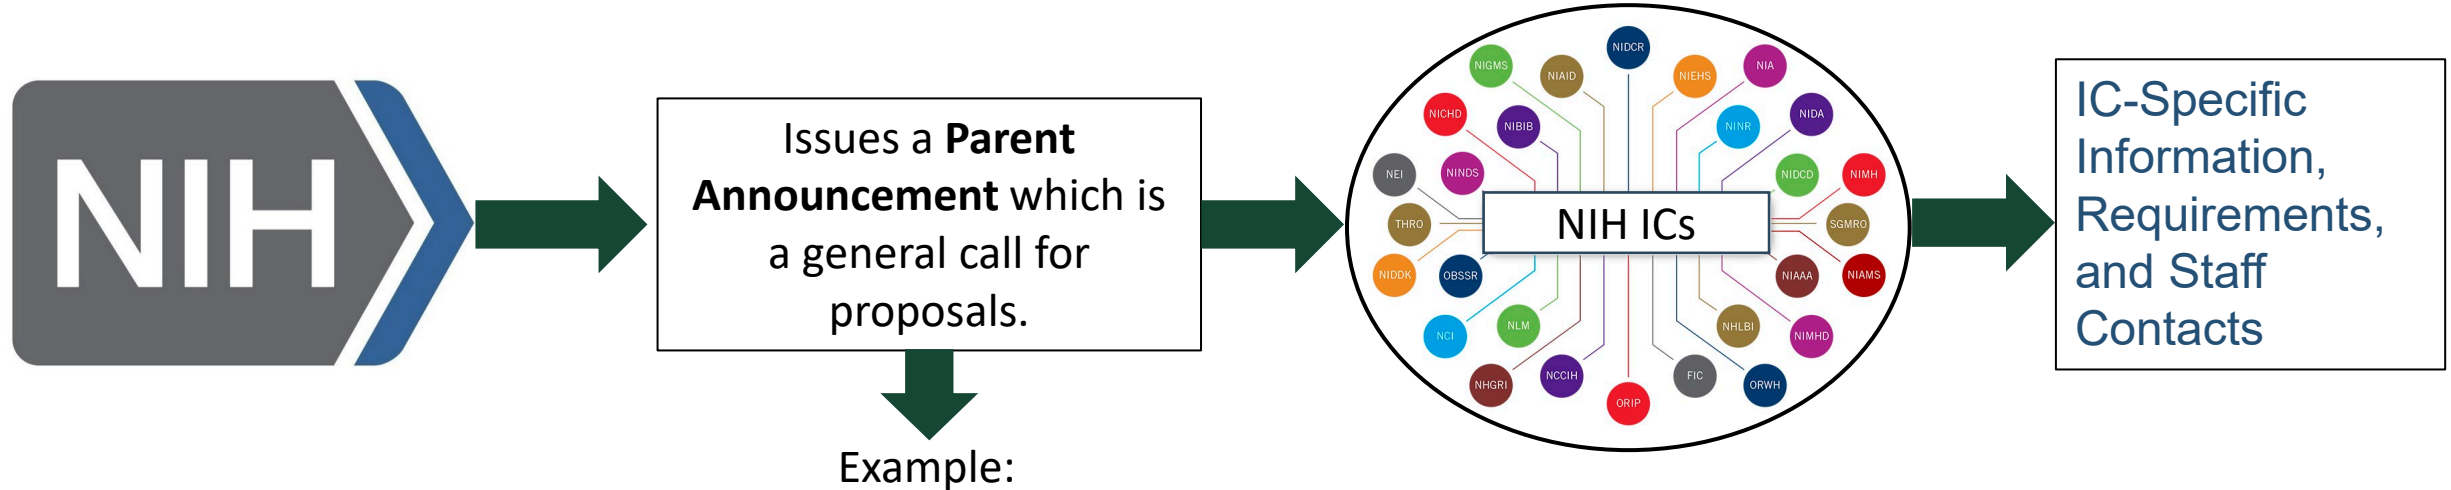 NIH
Issues a Parent
Announcement which is
a general call for
proposals.
Example:
NIDCR
NIGMS
NIAID
NIEHS
NIA
NICHD
NIBIB
NINR
NIDA
NEI
NINDS
NIDCD
NIMH
THRO
NIH ICs
SGMRO
NIDDK
OBSSR
NIAAA
NIAMS
NCI
NLM
NHLBI
NIMHD
NHGRI
NCCIH
ORIP
FIC
ORWH
IC-Specific
Information,
Requirements,
and Staff
Contacts